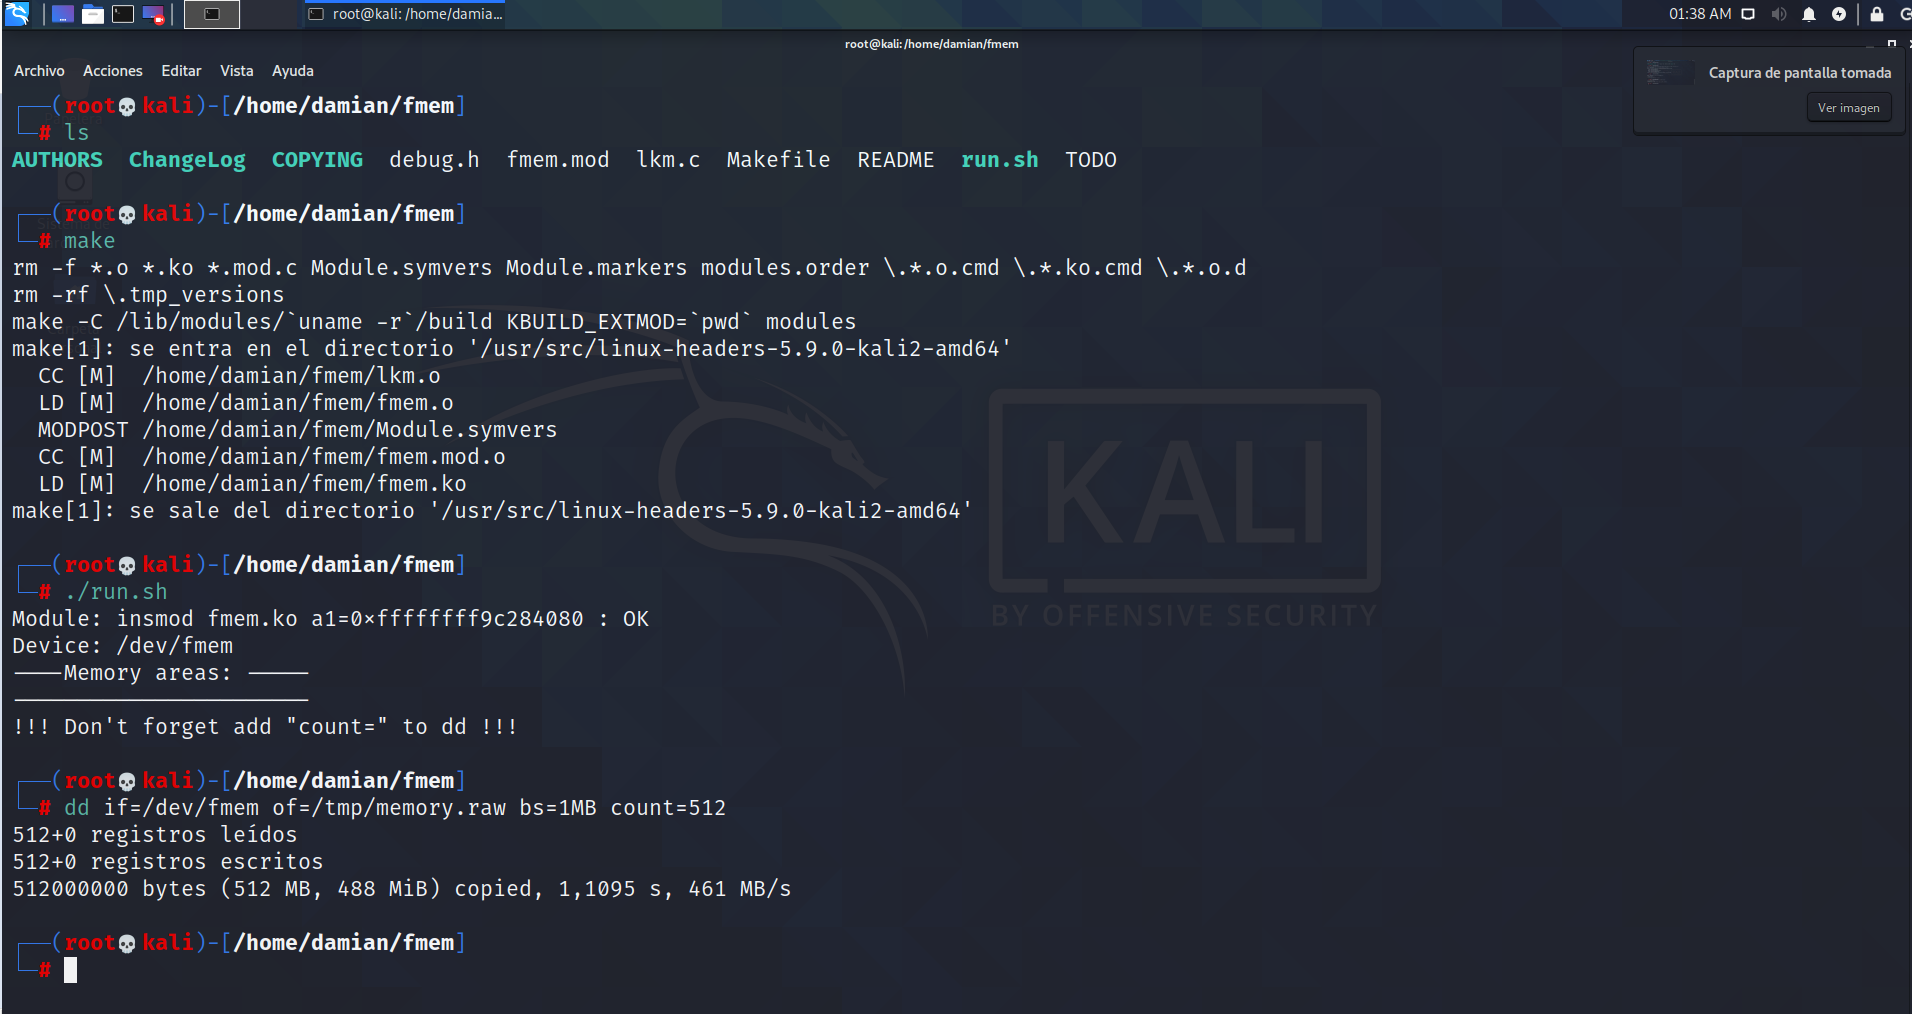 root@kali: /home/damia...
01:38 AM
root@kali:/home/damian/fmem
Archivo Acciones Editar Vista Ayuda
Captura de pantalla tomada
Ver imagen
(root💀kali)-[/home/damian/fmem]
# ls
AUTHORS ChangeLog COPYING debug.h fmem.mod lkm.c Makefile README run.sh TODO
(root💀kali)-[/home/damian/fmem]
# make
rm -f *.o *.ko *.mod.c Module.symvers Module.markers modules.order \.*.o.cmd \.*.ko.cmd \.*.o.d
rm -rf \.tmp_versions
make -C /lib/modules/`uname -r`/build KBUILD_EXTMOD=`pwd` modules
make[1]: se entra en el directorio '/usr/src/linux-headers-5.9.0-kali2-amd64'
CC [M] /home/damian/fmem/lkm.o
LD [M] /home/damian/fmem/fmem.o
MODPOST /home/damian/fmem/Module.symvers
CC [M] /home/damian/fmem/fmem.mod.o
LD [M] /home/damian/fmem/fmem.ko
make[1]: se sale del directorio '/usr/src/linux-headers-5.9.0-kali2-amd64'
KALI
BY OFFENSIVE SECURITY
(root💀kali)-[/home/damian/fmem]
# ./run.sh
Module: insmod fmem.ko a1=0×ffffffff9c284080 : OK
Device: /dev/fmem
----Memory areas: -----
-----------------------
!!! Don't forget add "count=" to dd !!!
(root💀kali)-[/home/damian/fmem]
# dd if=/dev/fmem of=/tmp/memory.raw bs=1MB count=512
512+0 registros leídos
512+0 registros escritos
512000000 bytes (512 MB, 488 MiB) copied, 1,1095 s, 461 MB/s
(root💀kali)-[/home/damian/fmem]
#